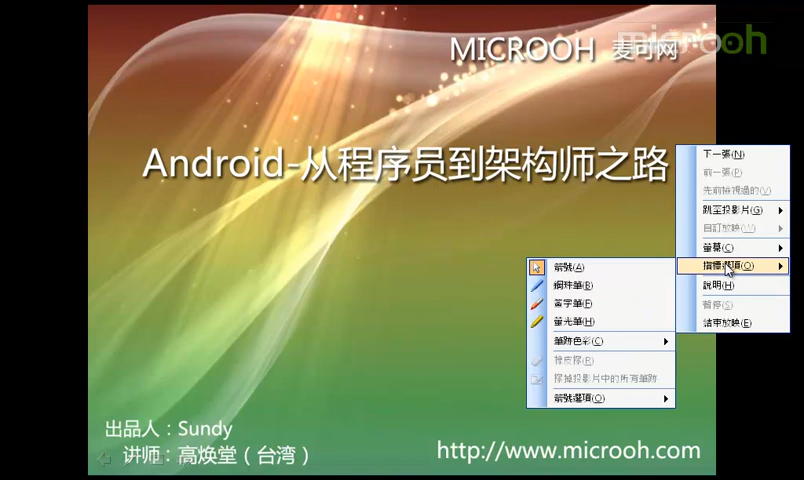 microoh
MICROOH 麦可网
Android-从程序员到架构师之路
下一張(N)
前一張(P)
先前檢視過的(V)
跳至投影片(G)
自訂放映(W)
螢幕(C)
指標選項(O)
說明(H)
暫停(S)
結束放映(E)
箭號(A)
鋼珠筆(B)
簽字筆(F)
螢光筆(H)
筆跡色彩(C)
橡皮擦(R)
擦掉投影片中的所有筆跡
箭號選項(O)
出品人：Sundy
讲师：高焕堂（台湾）
http://www.microoh.com